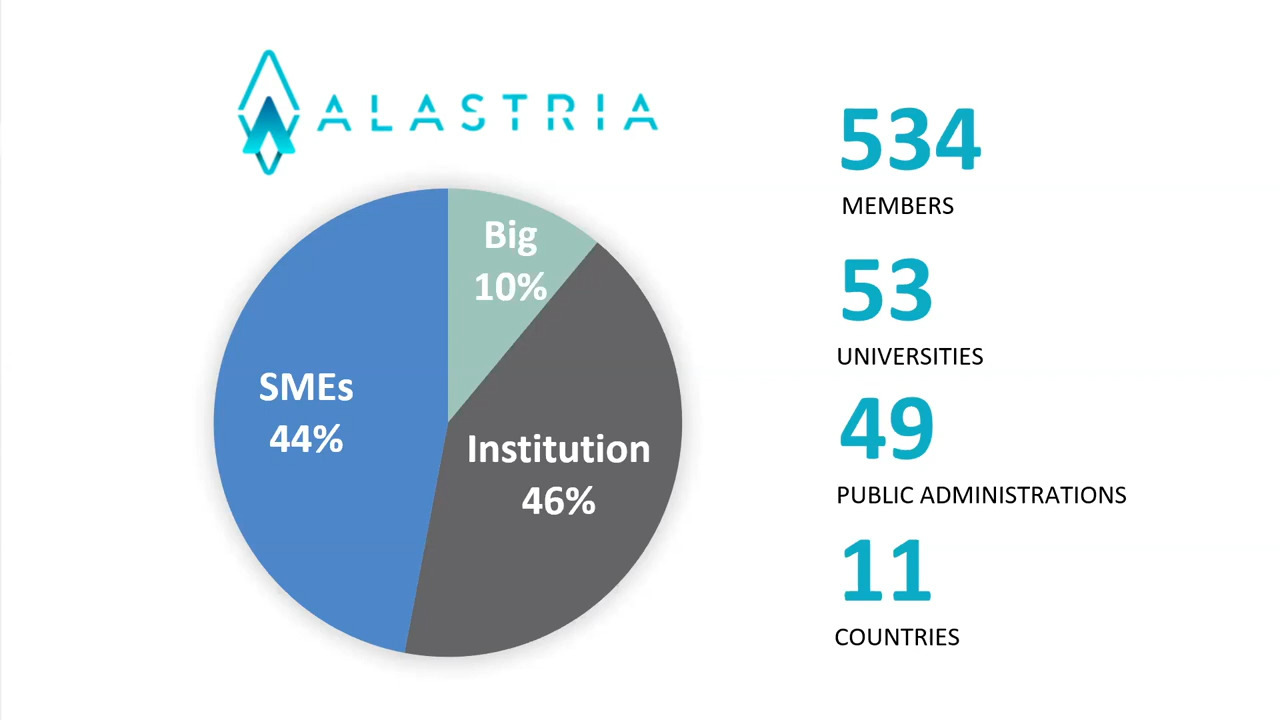 ALASTRIA
Big
10%
SMEs
44%
Institution
46%
534
MEMBERS
53
UNIVERSITIES
49
PUBLIC ADMINISTRATIONS
11
COUNTRIES